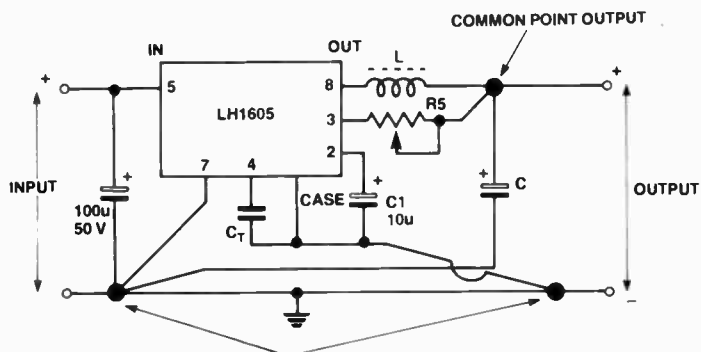 COMMON POINT OUTPUT
IN
OUT
L
+
+
5
8
R5
LH1605
3
2
7
4
+
INPUT
+
CASE
C1
+
C
OUTPUT
100u
50 V
CT
10u
−
−